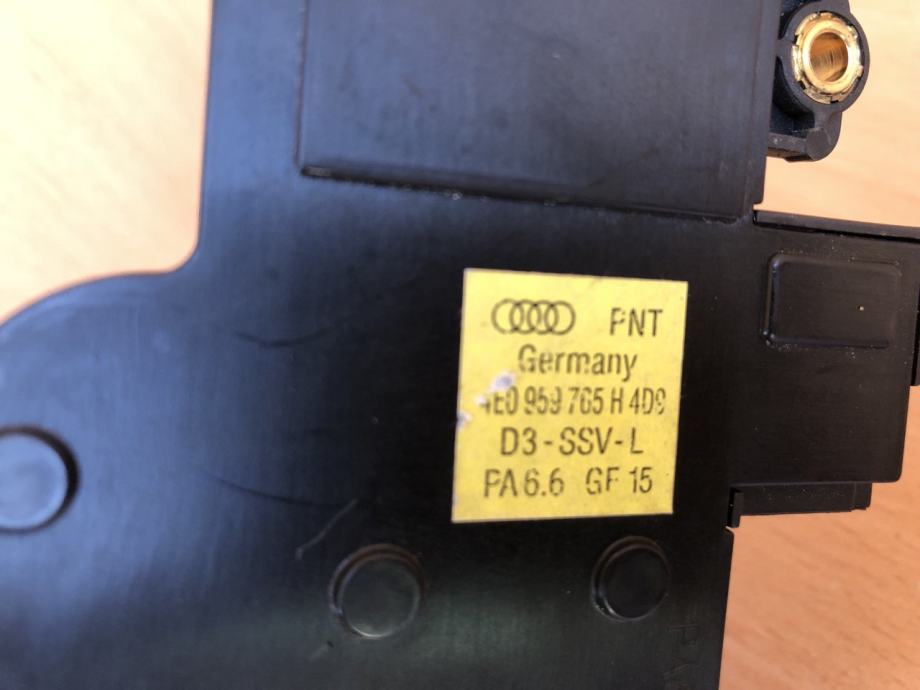 PNT
Germany
4E0 959 765 H 4D9
D3-SSV-L
PA 6.6 GF 15